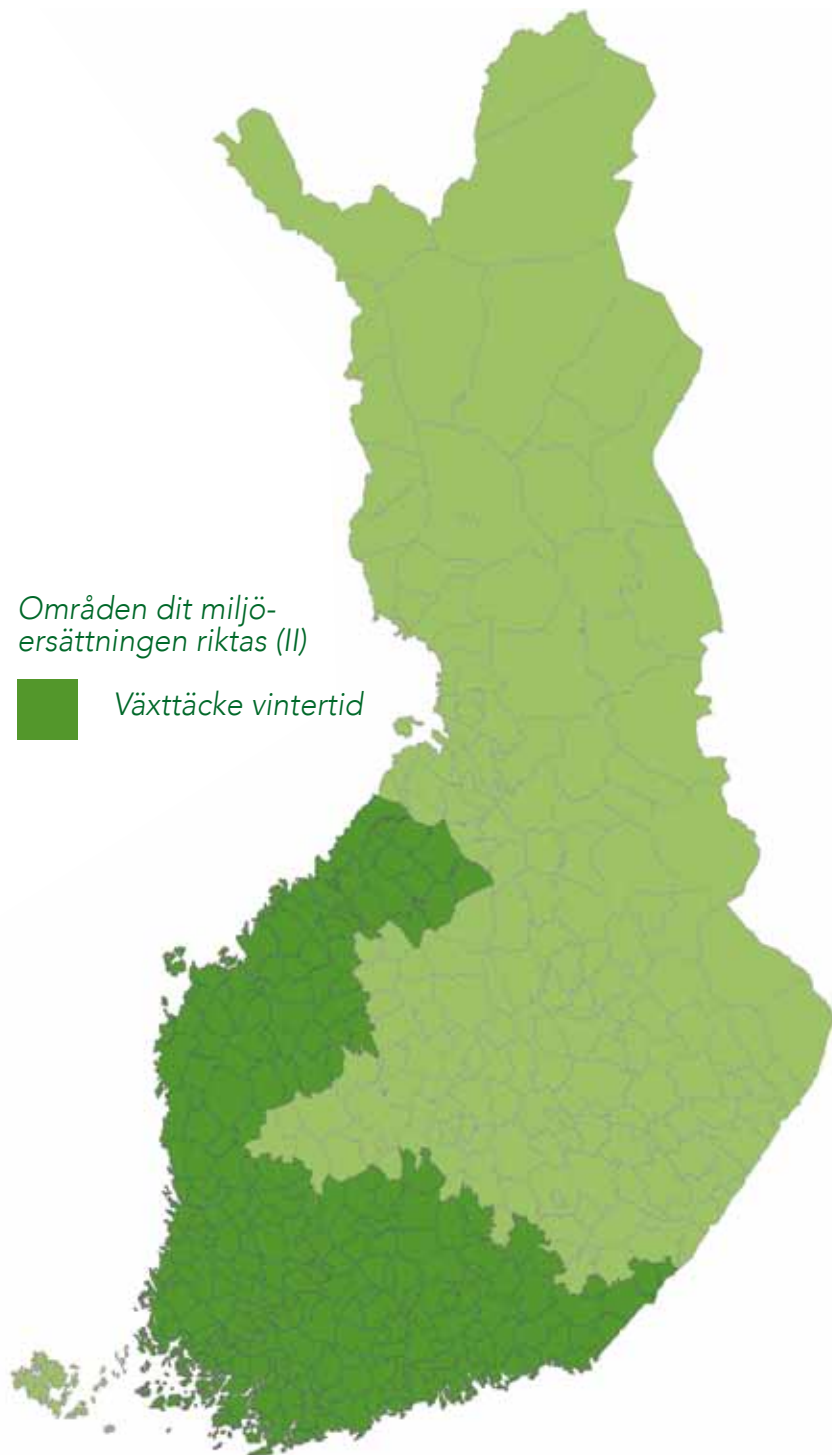 Områden dit miljö-
ersättningen riktas (II)
Växttäcke vintertid